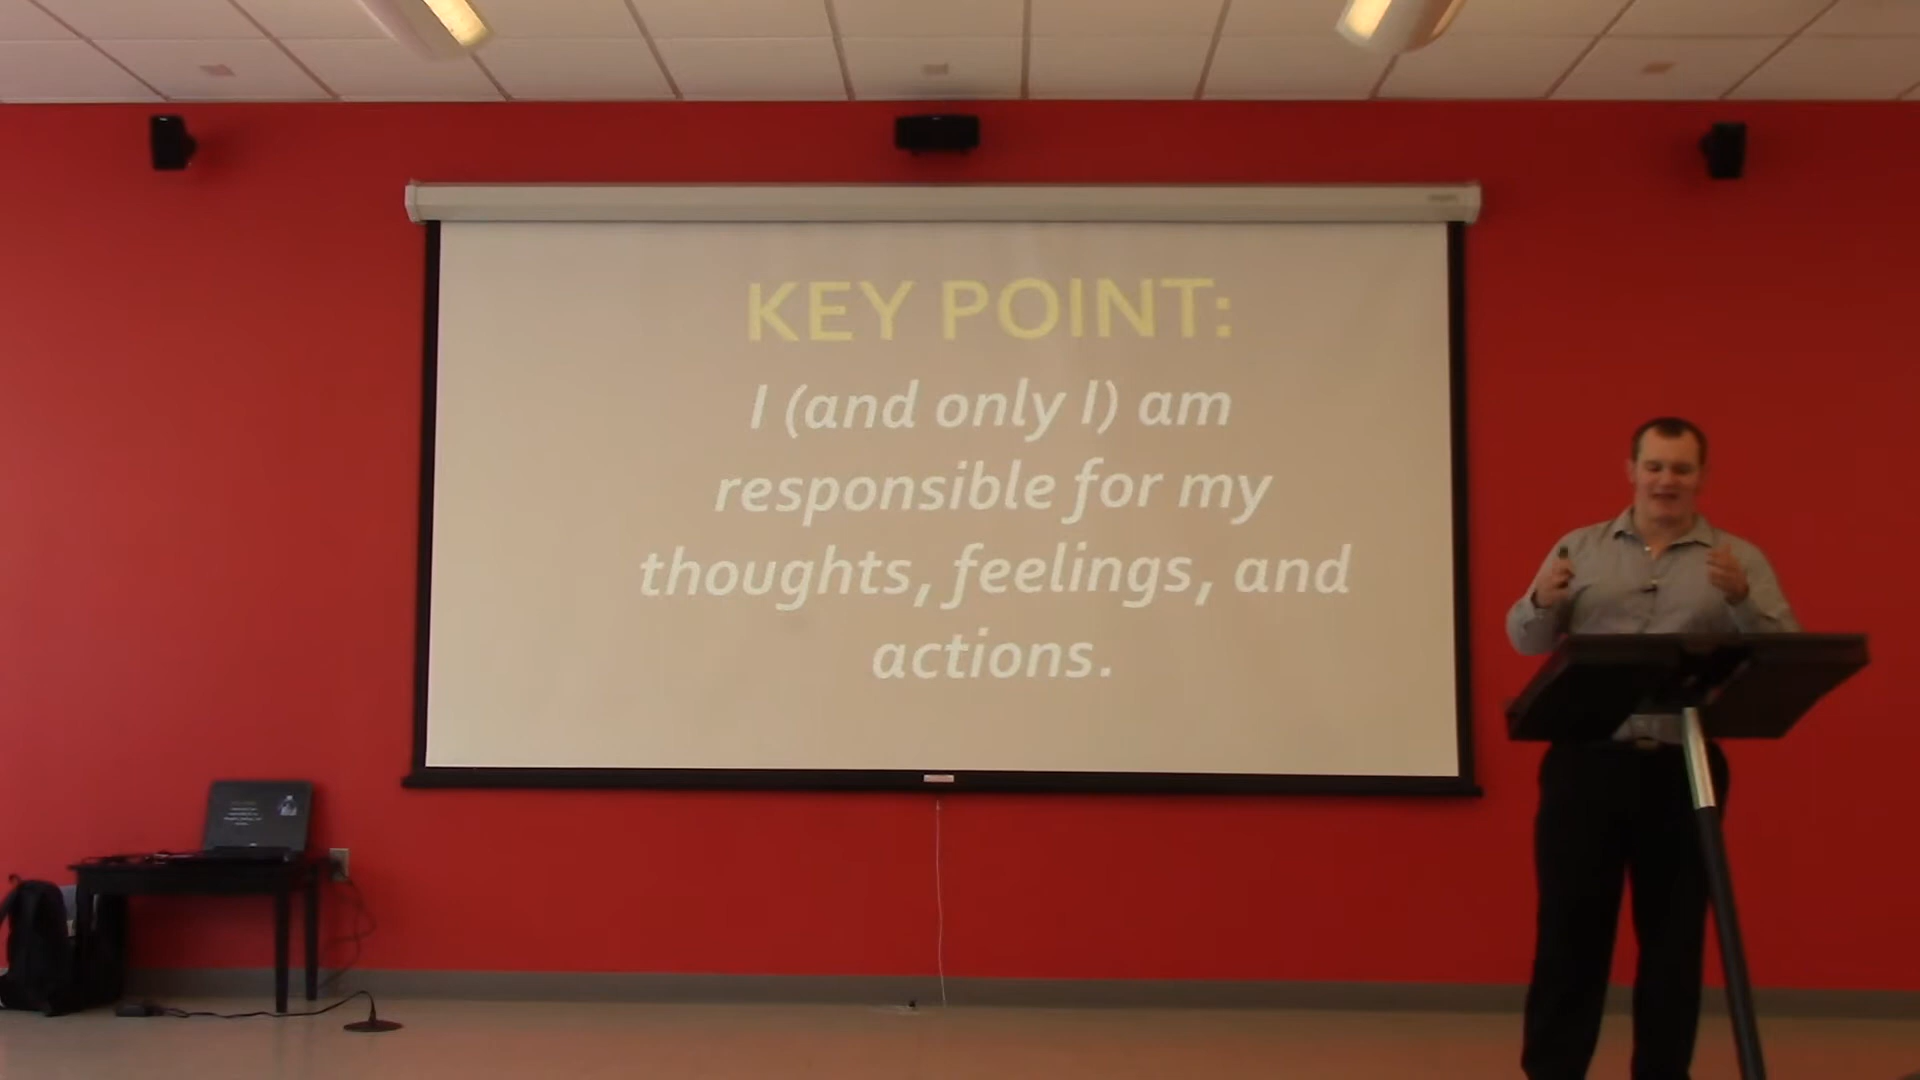 KEY POINT:
I (and only I) am
responsible for my
thoughts, feelings, and
actions.